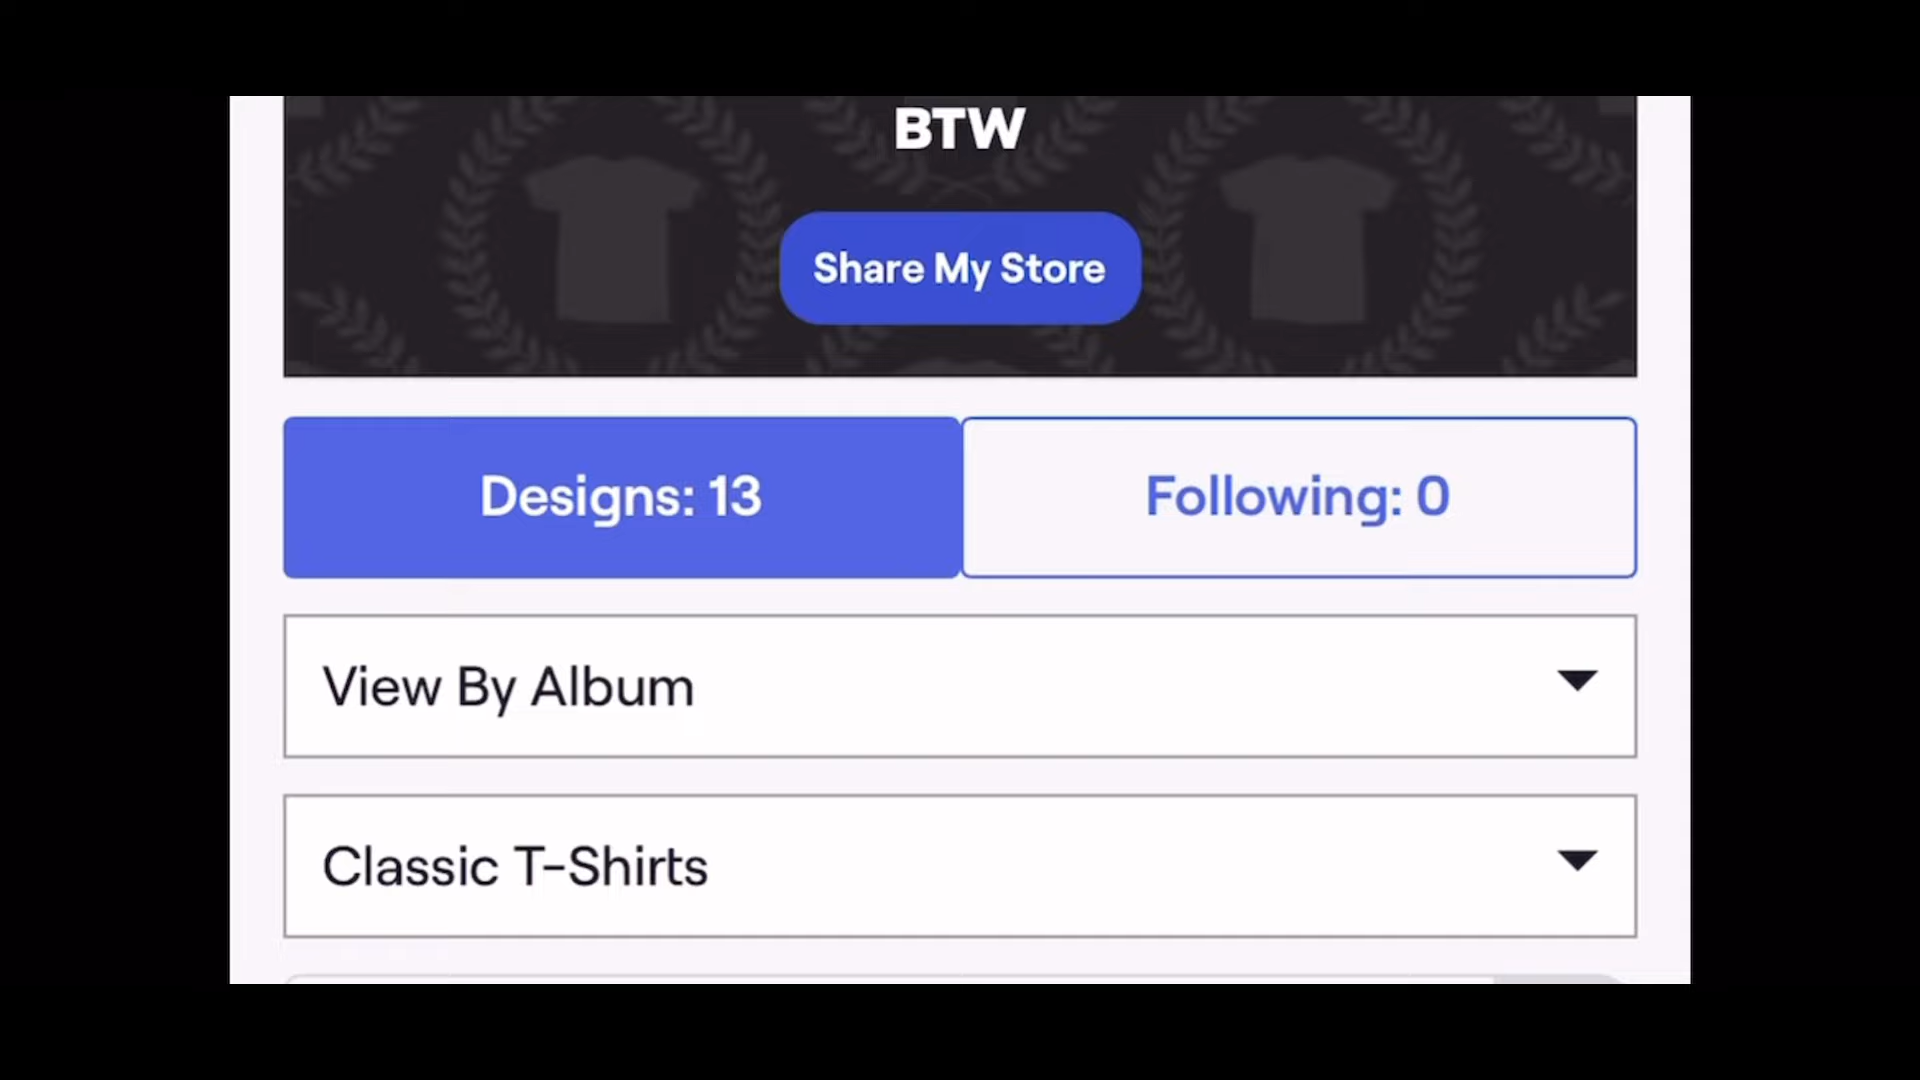 BTW
Share My Store
Designs: 13
Following: 0
View By Album
Classic T-Shirts